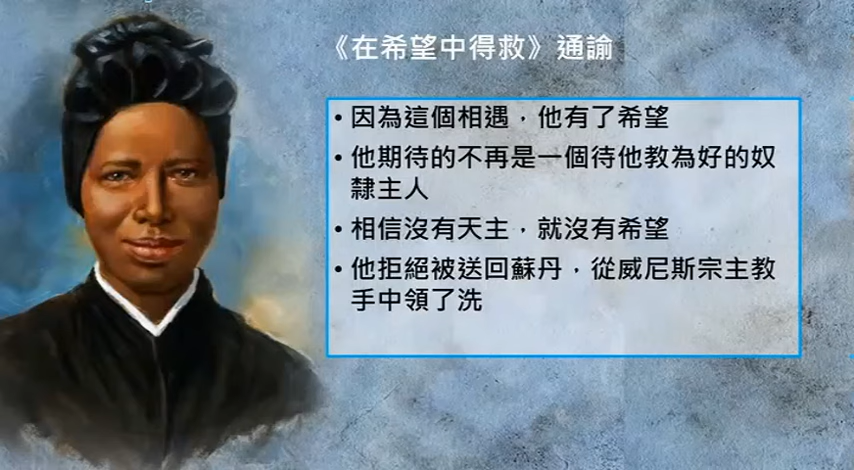 《在希望中得救》通諭
• 因為這個相遇，他有了希望
• 他期待的不再是一個待他教為好的奴
隸主人
• 相信沒有天主，就沒有希望
• 他拒絕被送回蘇丹，從威尼斯宗主教
手中領了洗